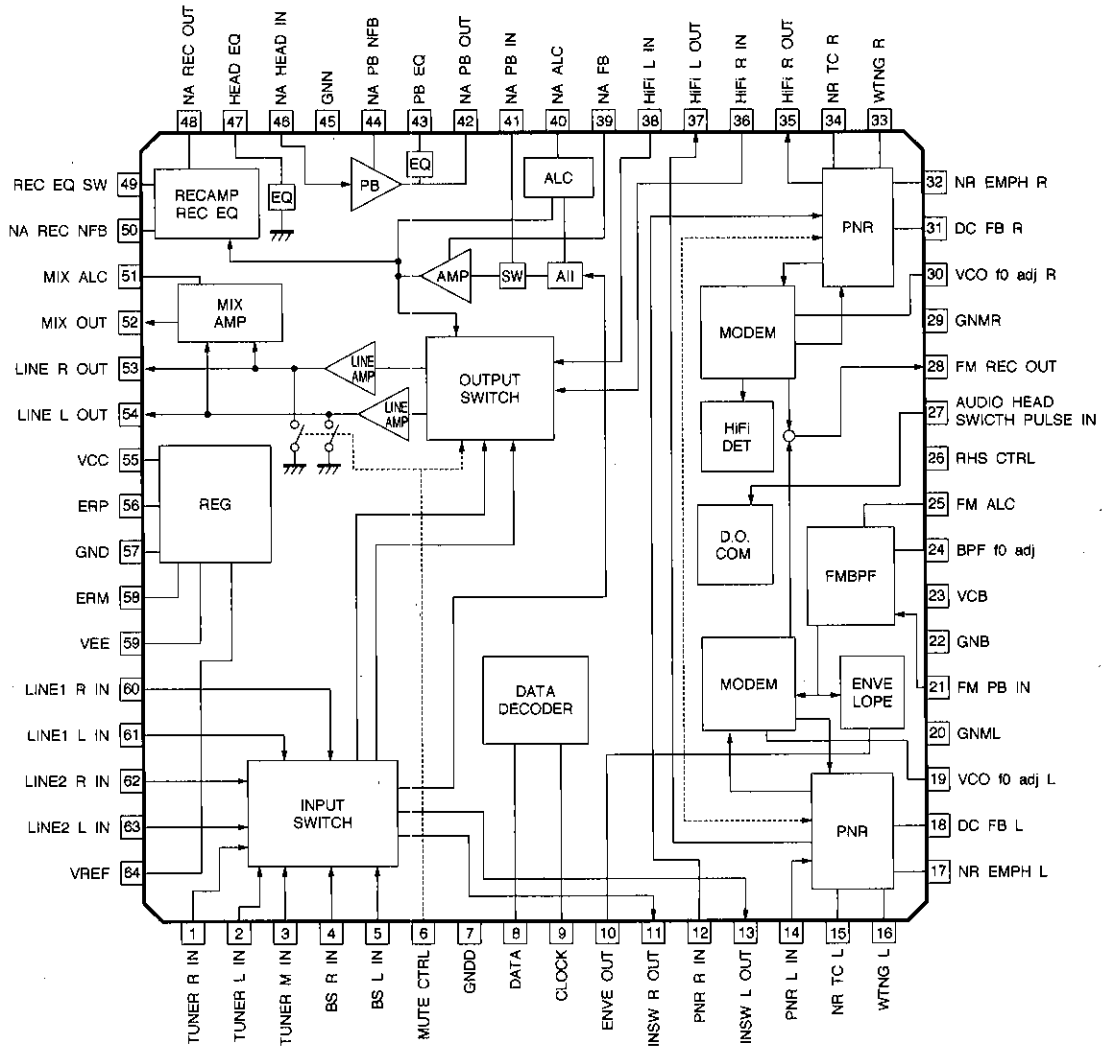 NA REC OUT
HEAD EQ
NA HEAD IN
GNN
NA PB NFB
PB EQ
NA PB OUT
NA PB IN
NA ALC
NA FB
HiFi L IN
HiFi L OUT
HiFi R IN
HiFi R OUT
NR TC R
WTNG R
48
47
46
45
44
43
42
41
40
39
38
37
36
35
34
33
REC EQ SW 49
NA REC NFB 50
MIX ALC 51
MIX OUT 52
LINE R OUT 53
LINE L OUT 54
VCC 55
ERP 56
GND 57
ERM 58
VEE 59
LINE1 R IN 60
LINE1 L IN 61
LINE2 R IN 62
LINE2 L IN 63
VREF 64
RECAMP
REC EQ
EQ
PB
EQ
ALC
AMP
SW
All
MIX
AMP
LINE
AMP
LINE
AMP
OUTPUT
SWITCH
REG
DATA
DECODER
INPUT
SWITCH
PNR
MODEM
HiFi
DET
D.O.
COM
FMBPF
MODEM
ENVE
LOPE
PNR
32 NR EMPH R
31 DC FB R
30 VCO f0 adj R
29 GNMR
28 FM REC OUT
27 AUDIO HEAD
SWICTH PULSE IN
26 RHS CTRL
25 FM ALC
24 BPF f0 adj
23 VCB
22 GNB
21 FM PB IN
20 GNML
19 VCO f0 adj L
18 DC FB L
17 NR EMPH L
1
2
3
4
5
6
7
8
9
10
11
12
13
14
15
16
TUNER R IN
TUNER L IN
TUNER M IN
BS R IN
BS L IN
MUTE CTRL
GNDD
DATA
CLOCK
ENVE OUT
INSW R OUT
PNR R IN
INSW L OUT
PNR L IN
NR TC L
WTNG L